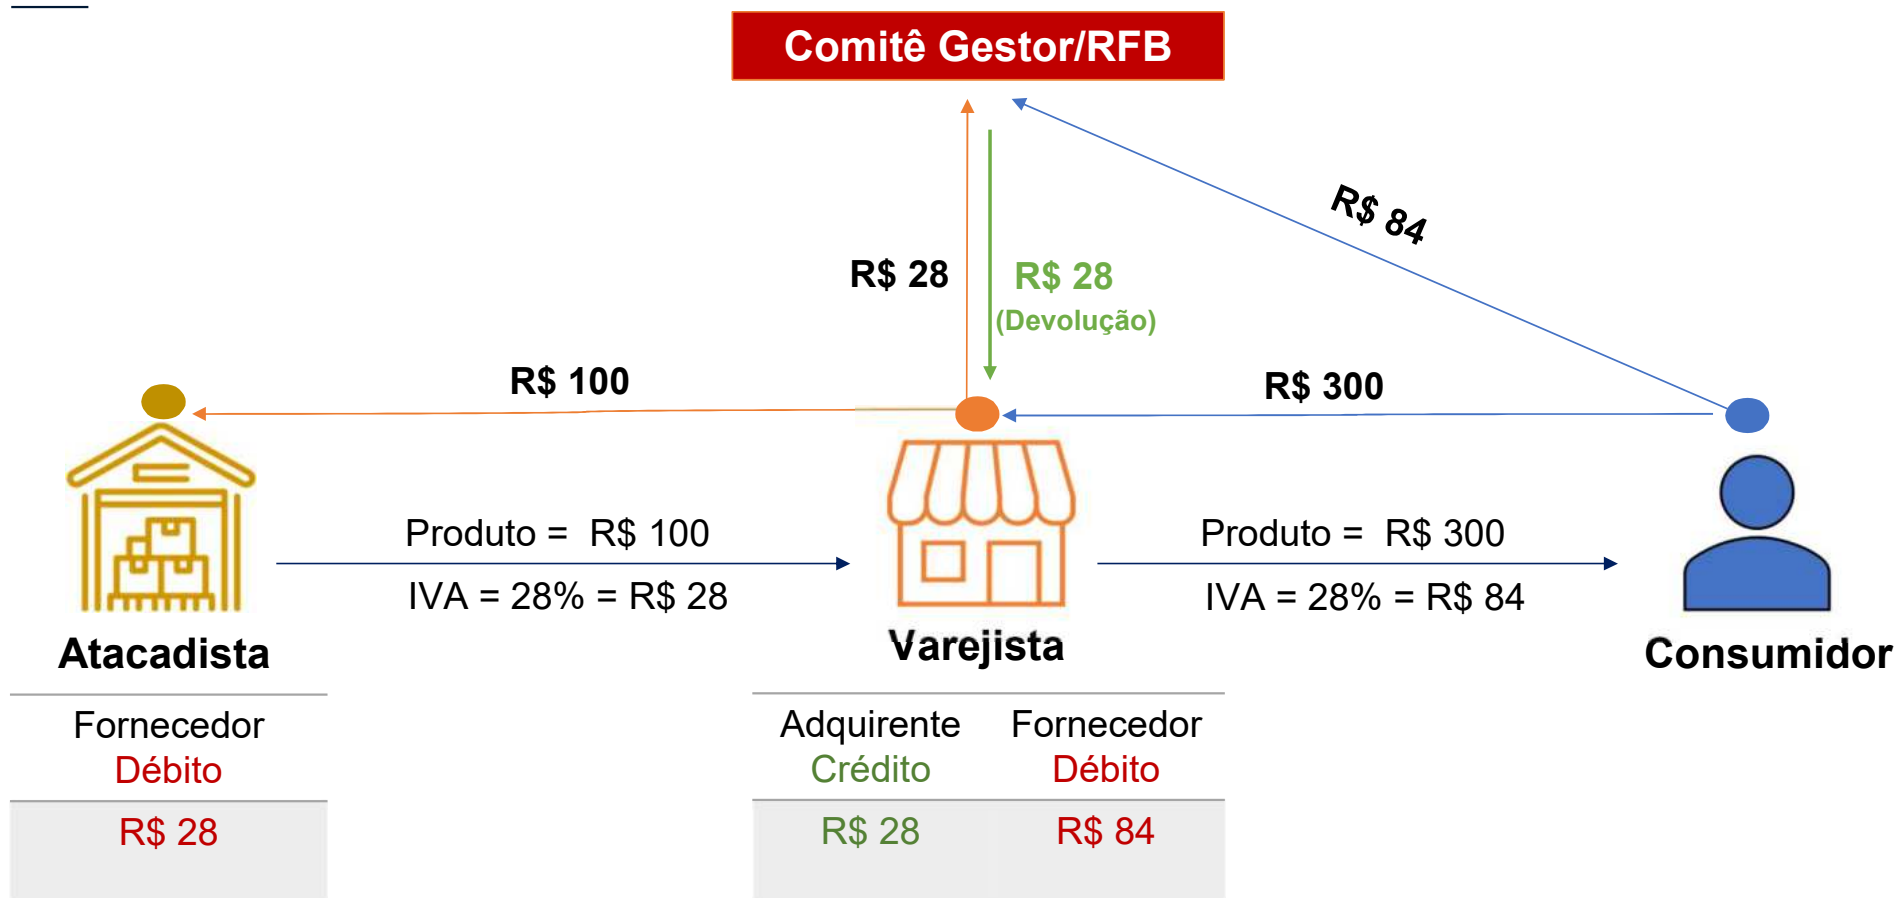 Comitê Gestor/RFB
R$ 84
R$ 28
R$ 28
(Devolução)
R$ 100
R$ 300
Produto = R$ 100
IVA = 28% = R$ 28
Produto = R$ 300
IVA = 28% = R$ 84
Atacadista
Varejista
Consumidor
Fornecedor
Débito
R$ 28
Adquirente Fornecedor
Crédito Débito
R$ 28 R$ 84